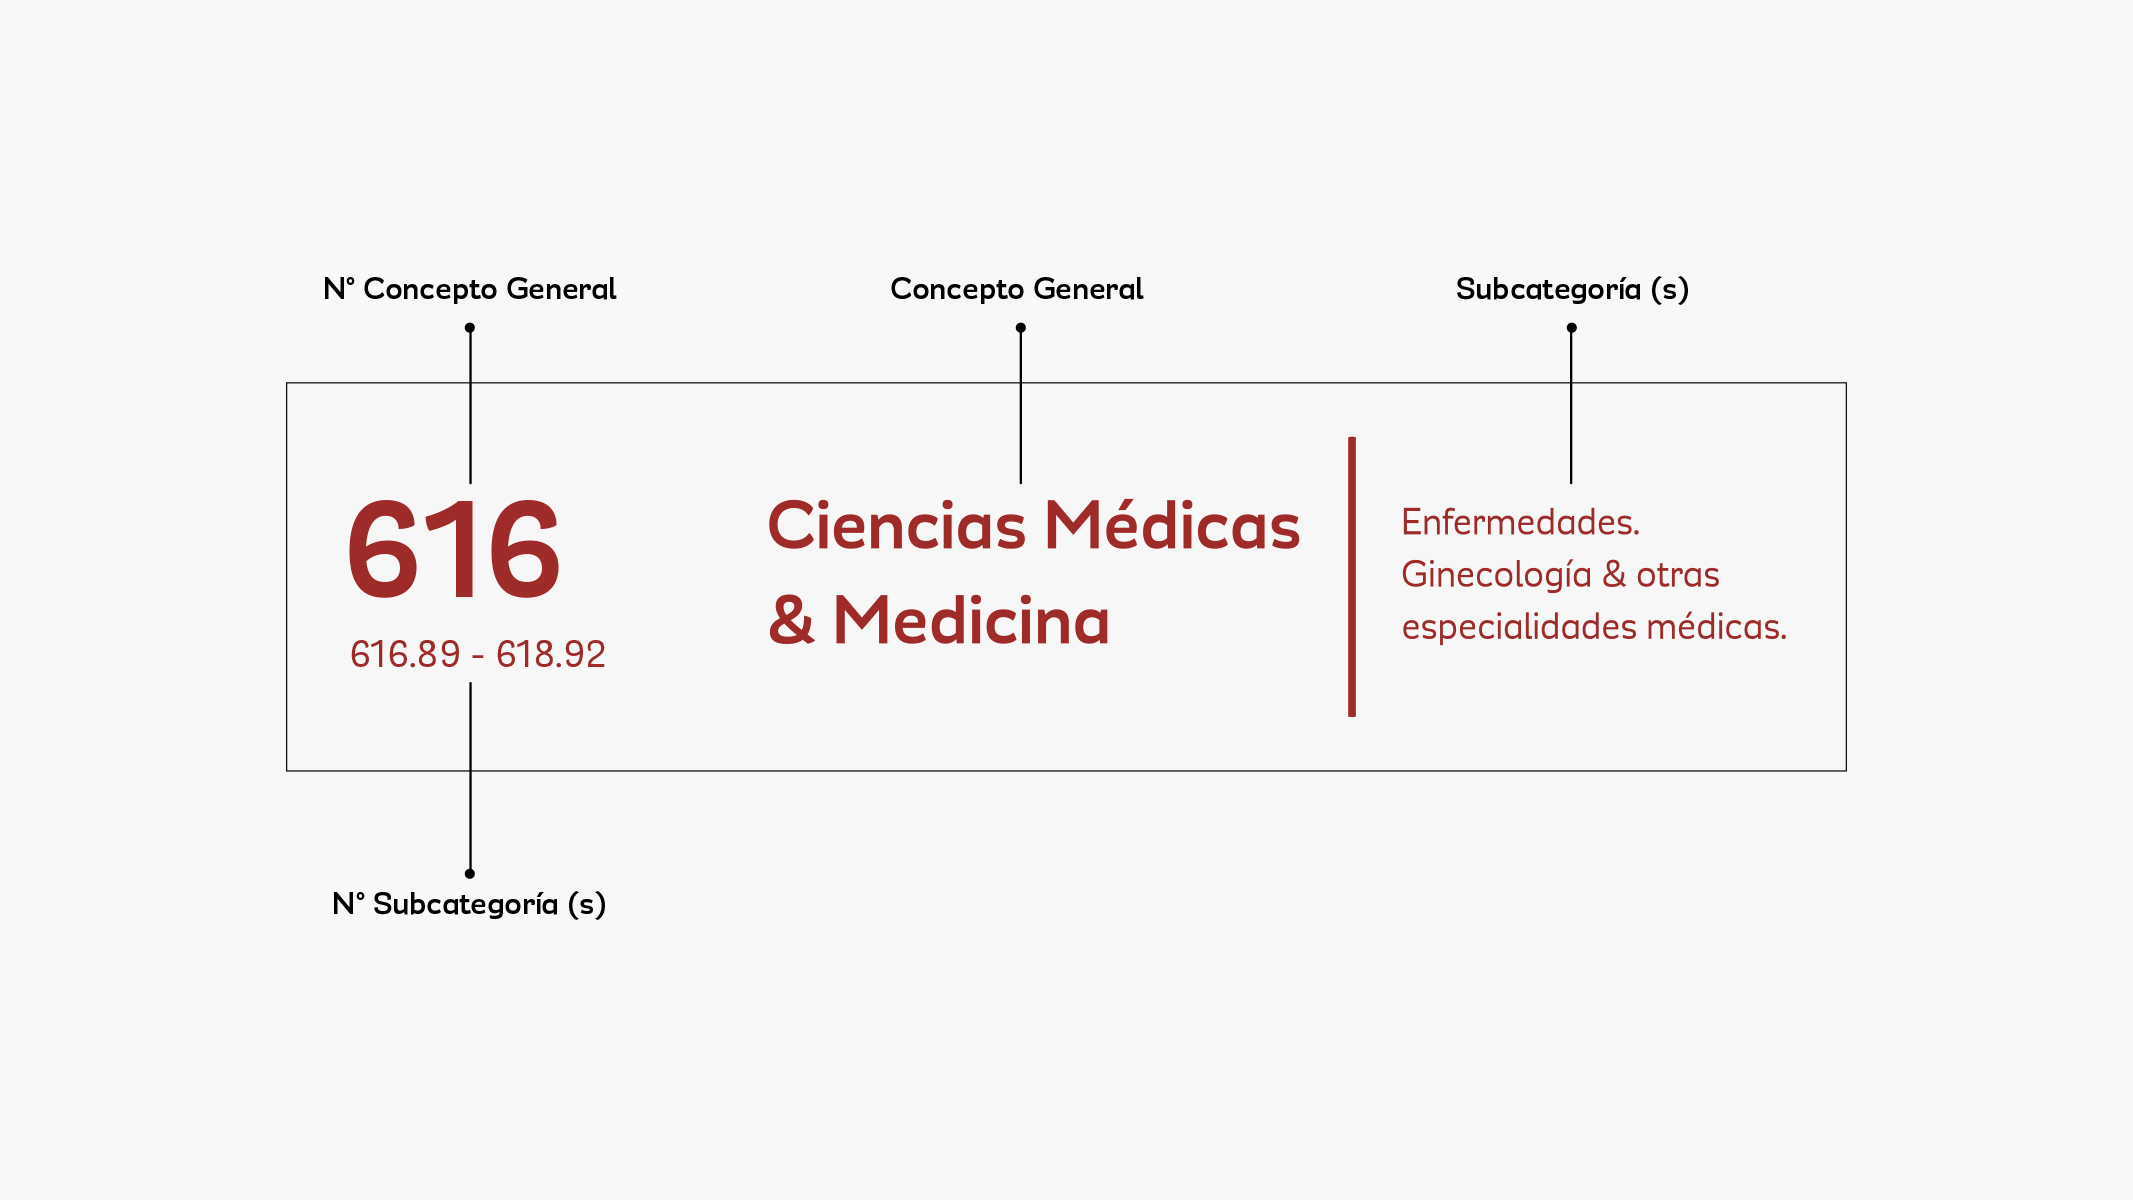 N° Concepto General
Concepto General
Subcategoría (s)
616
616.89 - 618.92
Ciencias Médicas
& Medicina
Enfermedades.
Ginecología & otras
especialidades médicas.
N° Subcategoría (s)